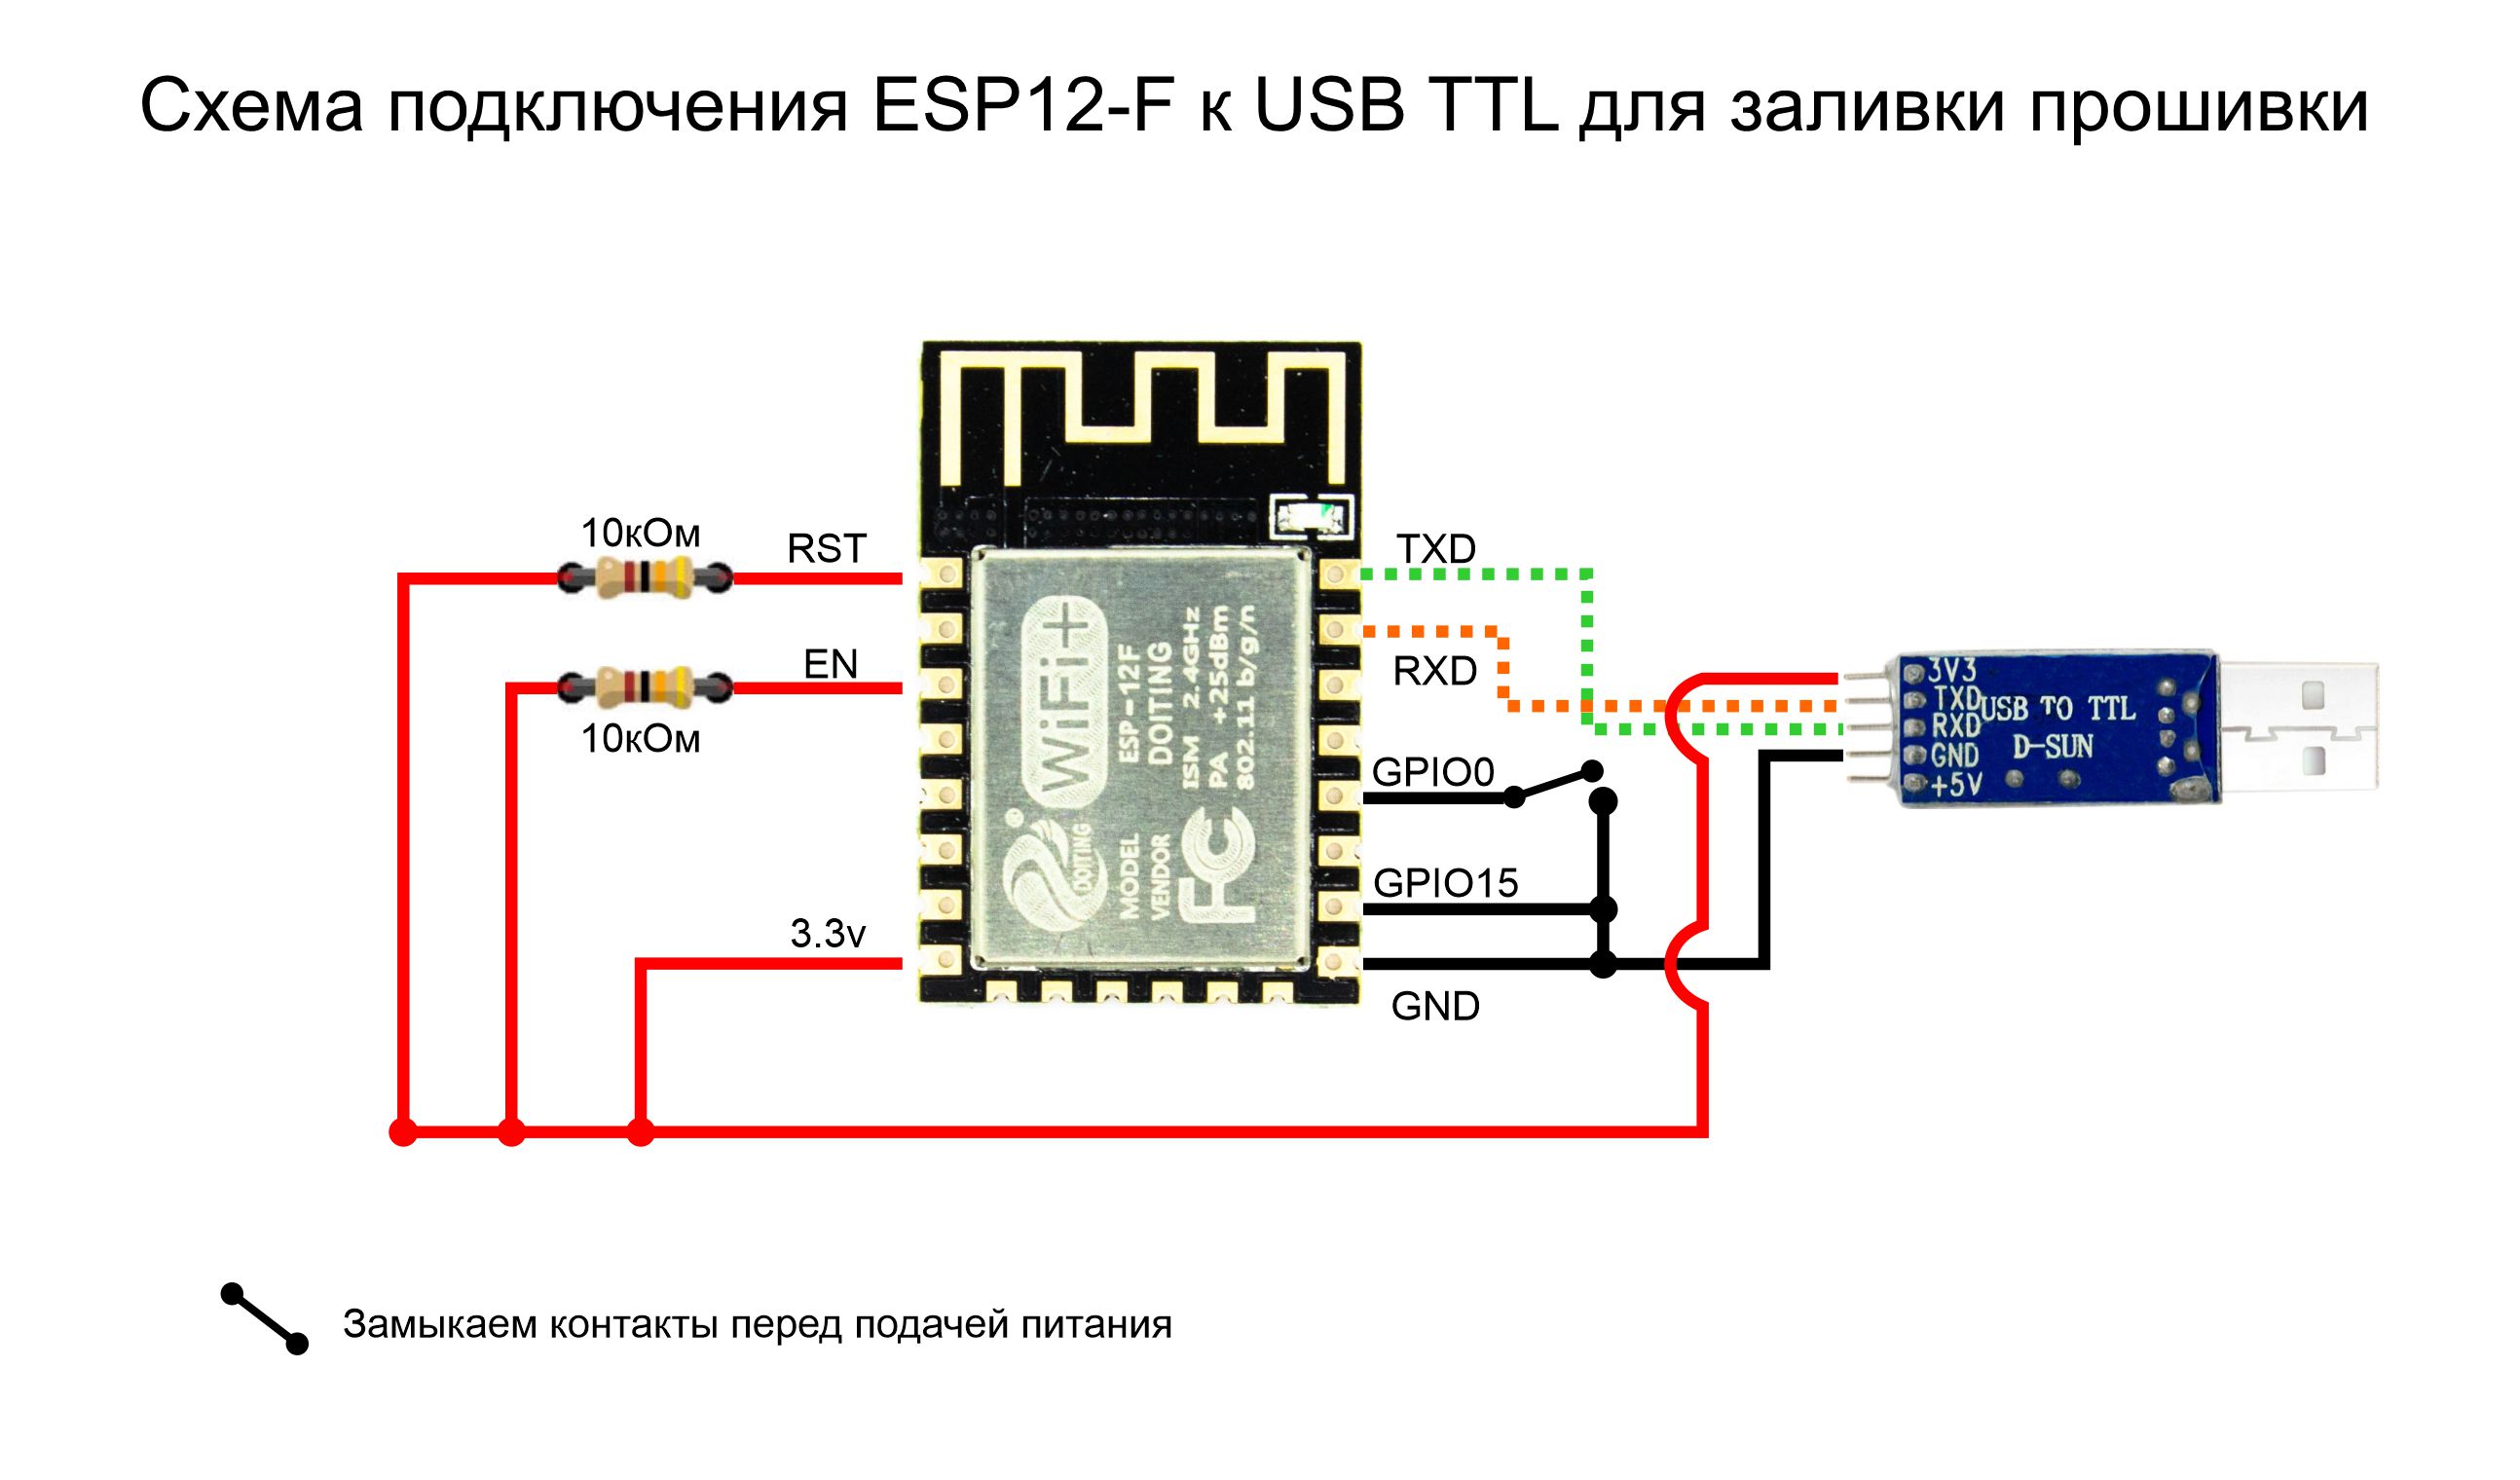 Схема подключения ESP12-F к USB TTL для заливки прошивки
10кОм
RST
EN
10кОм
3.3v
WiFi+
ESP-12F
DOITING
ISM 2.4GHz
PA +25dBm
802.11 b/g/n
®
DOITING
MODEL
VENDOR
FC
TXD
RXD
GPIO0
GPIO15
GND
3V3
TXD
RXD
GND
+5V
USB TO TTL
D-SUN
Замыкаем контакты перед подачей питания